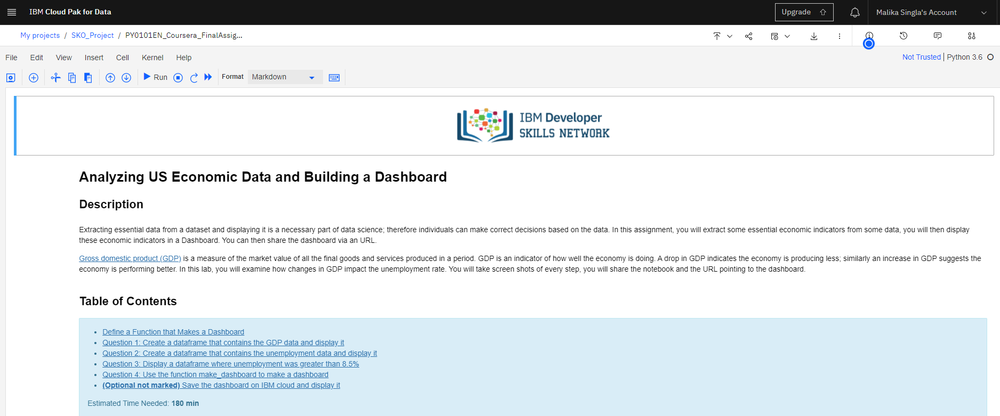 IBM Cloud Pak for Data
Upgrade
Malika Singla's Account
My projects / SKO_Project / PY0101EN_Coursera_FinalAssig...
File Edit View Insert Cell Kernel Help
Not Trusted | Python 3.6
Run
Format
Markdown
IBM Developer
SKILLS NETWORK
Analyzing US Economic Data and Building a Dashboard
Description
Extracting essential data from a dataset and displaying it is a necessary part of data science; therefore individuals can make correct decisions based on the data. In this assignment, you will extract some essential economic indicators from some data, you will then display
these economic indicators in a Dashboard. You can then share the dashboard via an URL.
Gross domestic product (GDP) is a measure of the market value of all the final goods and services produced in a period. GDP is an indicator of how well the economy is doing. A drop in GDP indicates the economy is producing less; similarly an increase in GDP suggests the
economy is performing better. In this lab, you will examine how changes in GDP impact the unemployment rate. You will take screen shots of every step, you will share the notebook and the URL pointing to the dashboard.
Table of Contents
• Define a Function that Makes a Dashboard
• Question 1: Create a dataframe that contains the GDP data and display it
• Question 2: Create a dataframe that contains the unemployment data and display it
• Question 3: Display a dataframe where unemployment was greater than 8.5%
• Question 4: Use the function make_dashboard to make a dashboard
• (Optional not marked) Save the dashboard on IBM cloud and display it
Estimated Time Needed: 180 min